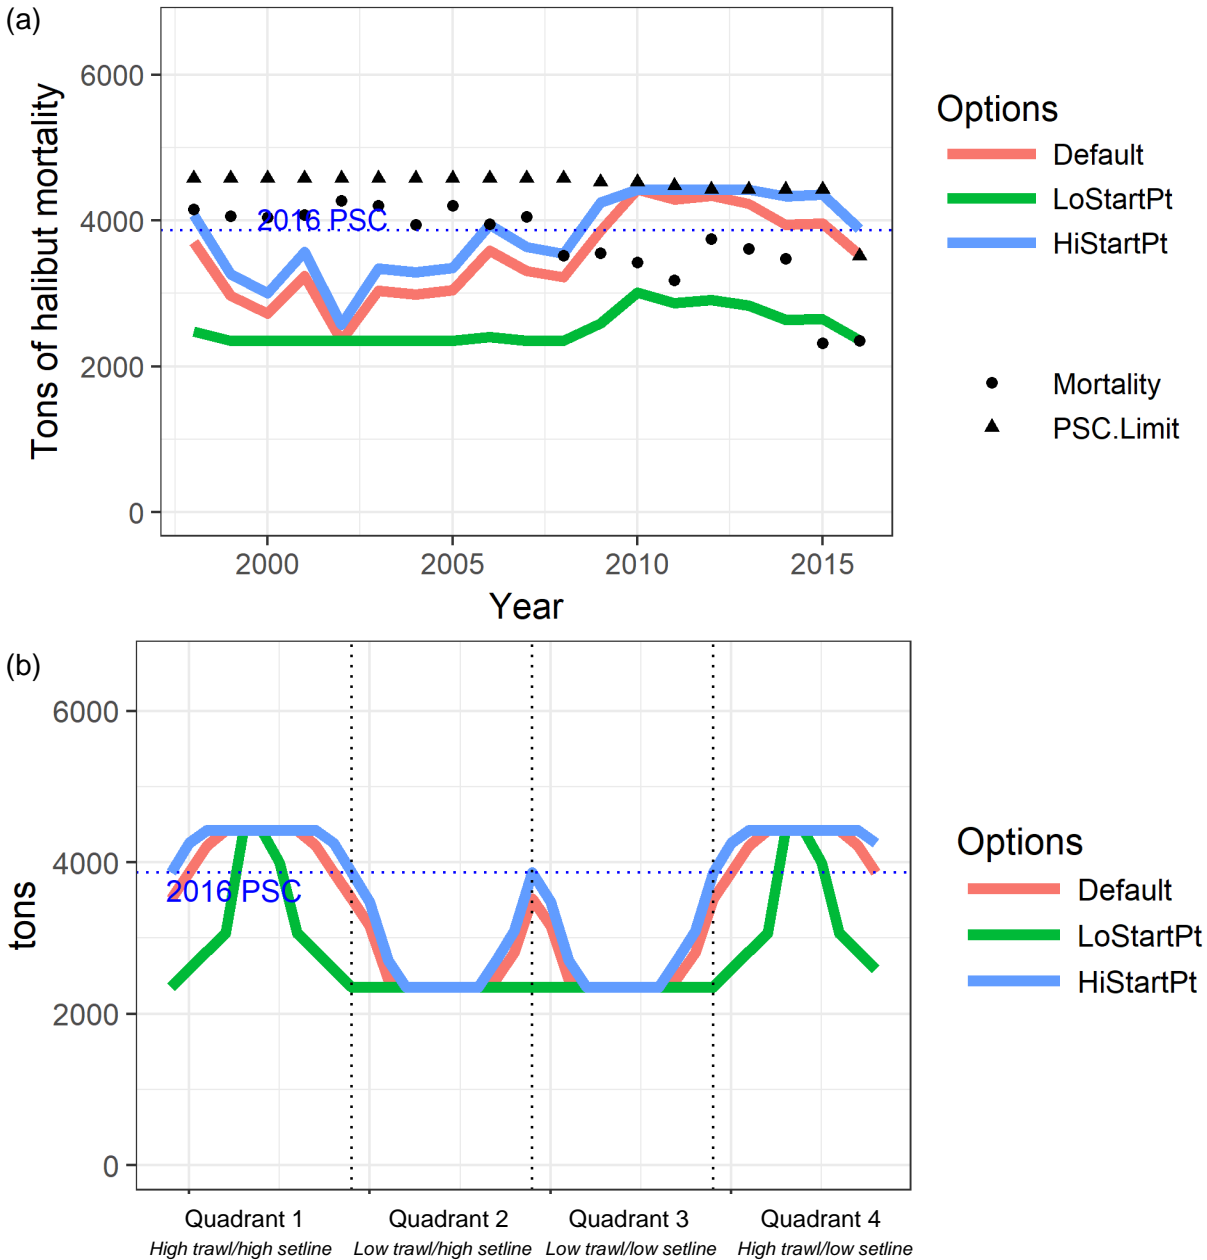 (a)
Tons of halibut mortality
6000
4000
2000
0
2016 PSC
2000
2005
2010
2015
Year
Options
Default
LoStartPt
HiStartPt
Mortality
PSC.Limit
(b)
tons
6000
4000
2000
0
2016 PSC
Quadrant 1
Quadrant 2
Quadrant 3
Quadrant 4
High trawl/high setline
Low trawl/high setline
Low trawl/low setline
High trawl/low setline
Options
Default
LoStartPt
HiStartPt